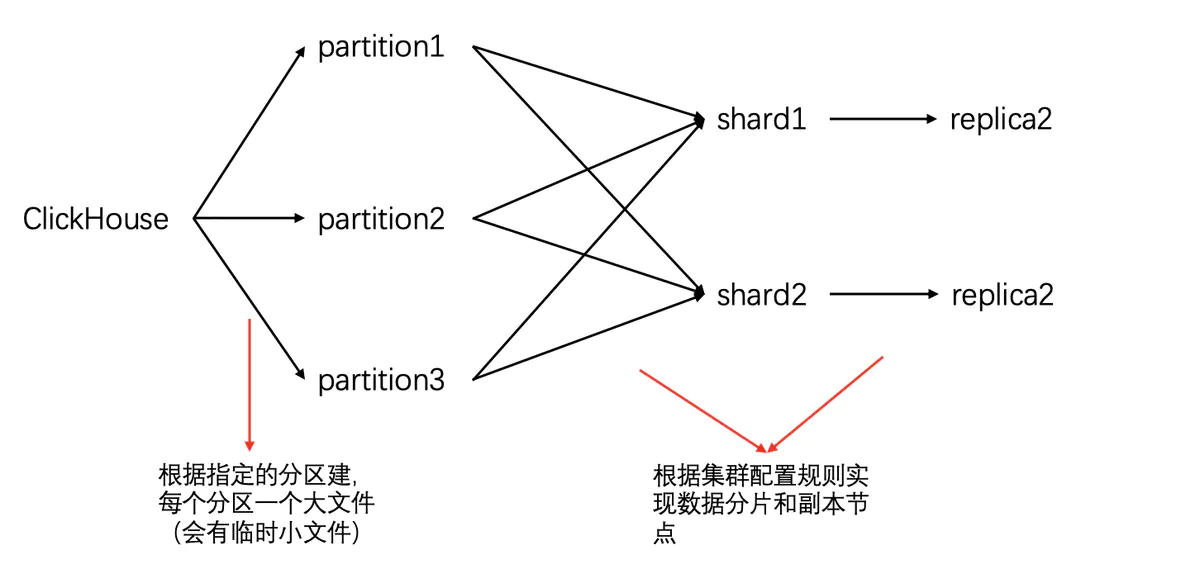 partition1
shard1
replica2
ClickHouse
partition2
shard2
replica2
partition3
根据指定的分区建，
每个分区一个大文件
（会有临时小文件）
根据集群配置规则实
现数据分片和副本节
点